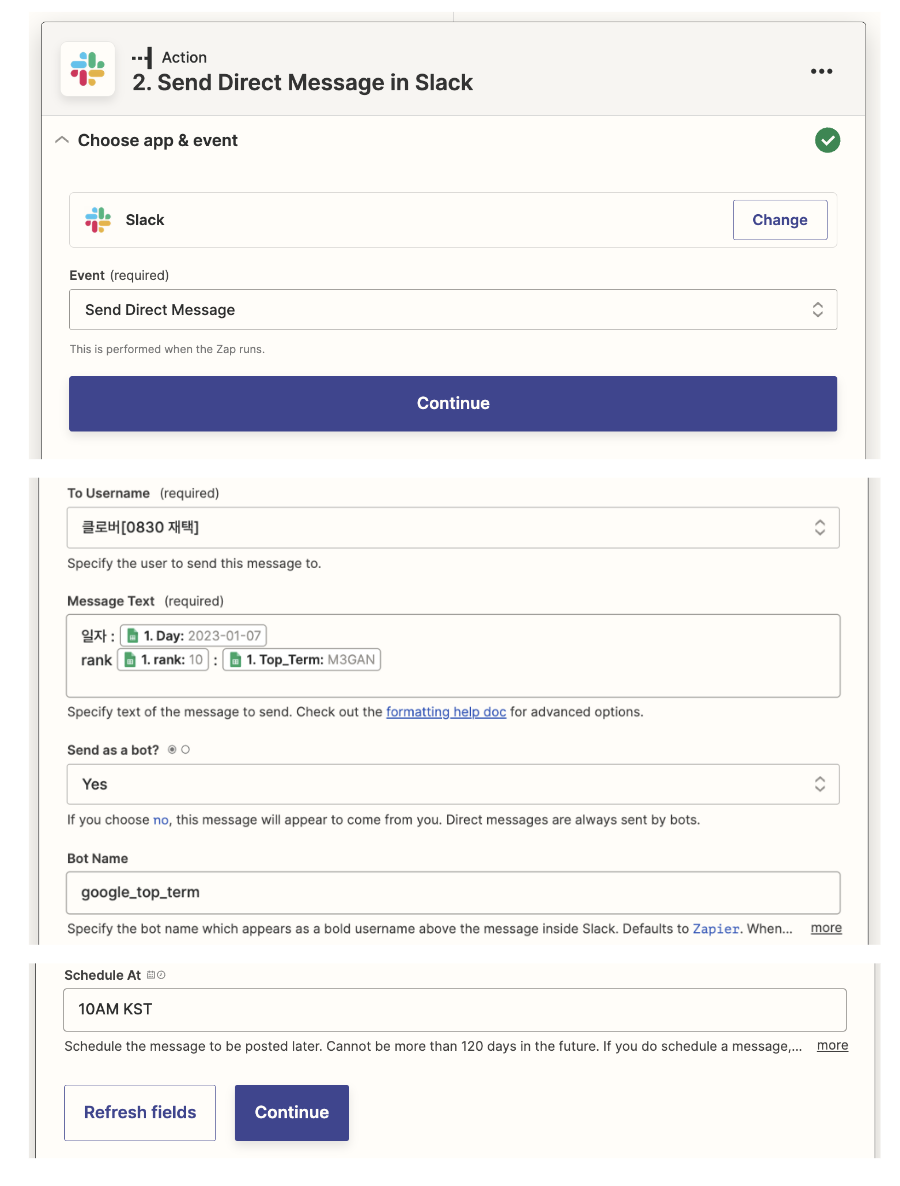 Action
2. Send Direct Message in Slack
Choose app & event
Slack
Change
Event (required)
Send Direct Message
This is performed when the Zap runs.
Continue
To Username (required)
클로버[0830 재택]
Specify the user to send this message to.
Message Text (required)
일자 : 1. Day: 2023-01-07
rank 1. rank: 10 : 1. Top_Term: M3GAN
Specify text of the message to send. Check out the formatting help doc for advanced options.
Send as a bot?
Yes
If you choose no, this message will appear to come from you. Direct messages are always sent by bots.
Bot Name
google_top_term
Specify the bot name which appears as a bold username above the message inside Slack. Defaults to Zapier. When... more
Schedule At
10AM KST
Schedule the message to be posted later. Cannot be more than 120 days in the future. If you do schedule a message,... more
Refresh fields
Continue